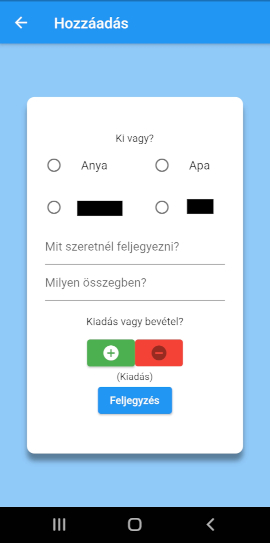 Hozzáadás
Ki vagy?
Anya
Apa
Mit szeretnél feljegyezni?
Milyen összegben?
Kiadás vagy bevétel?
(Kiadás)
Feljegyzés